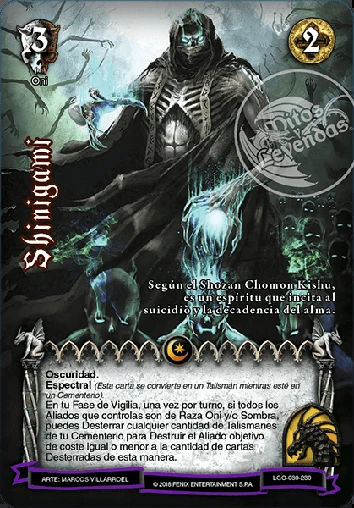 3
2
Oni
Mitos y Leyendas
Shinigami
Según el Shozan Chomon Kishu,
es un espíritu que incita al
suicidio y la decadencia del alma.
Oscuridad.
Espectral (Esta carta se convierte en un Talismán mientras esté en
un Cementerio).
En tu Fase de Vigilia, una vez por turno, si todos los
Aliados que controlas son de Raza Oni y/o Sombra,
puedes Desterrar cualquier cantidad de Talismanes
de tu Cementerio para Destruir el Aliado objetivo
de coste igual o menor a la cantidad de cartas
Desterradas de esta manera.
ARTE: MARCOS VILLARROEL
© 2018 FENIX ENTERTAINMENT S.P.A